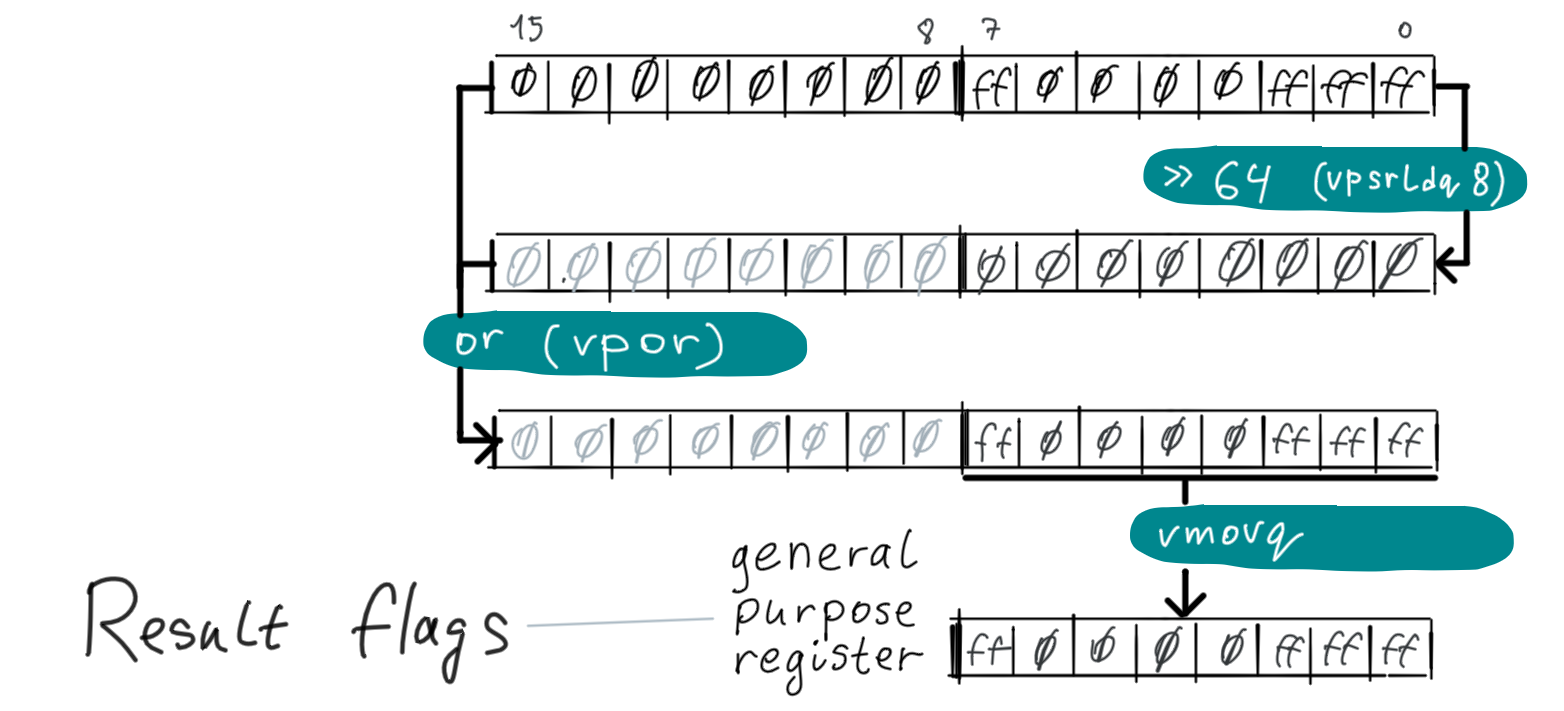 15 8 7 0
∅ ∅ ∅ ∅ ∅ ∅ ∅ ∅ ff ∅ ∅ ∅ ∅ ff ff ff
>> 64 (vpsrLdq 8)
∅ ∅ ∅ ∅ ∅ ∅ ∅ ∅ ∅ ∅ ∅ ∅ ∅ ∅ ∅ ∅
or (vpor)
∅ ∅ ∅ ∅ ∅ ∅ ∅ ∅ ff ∅ ∅ ∅ ∅ ff ff ff
vmovq
Result flags
general
purpose
register
ff ∅ ∅ ∅ ∅ ff ff ff